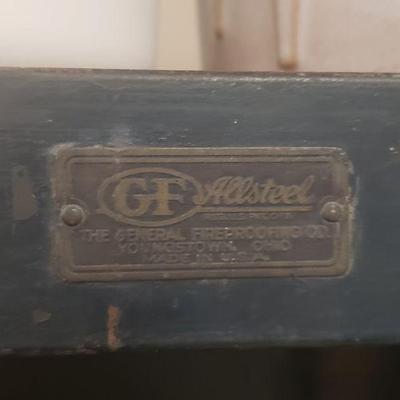 GF Allsteel
THE GENERAL FIREPROOFING CO.
YOUNGSTOWN, OHIO
MADE IN U.S.A.